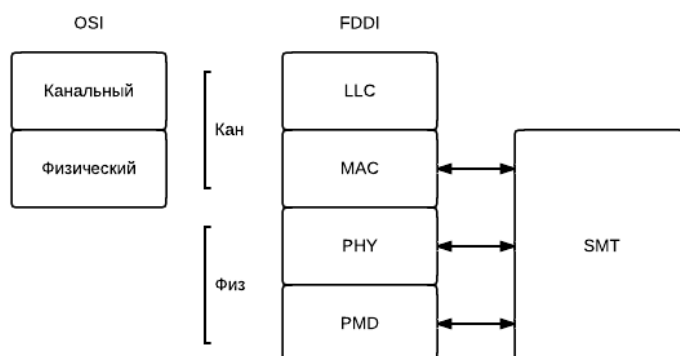 OSI
FDDI
Канальный
LLC
Кан
Физический
MAC
PHY
SMT
Физ
PMD